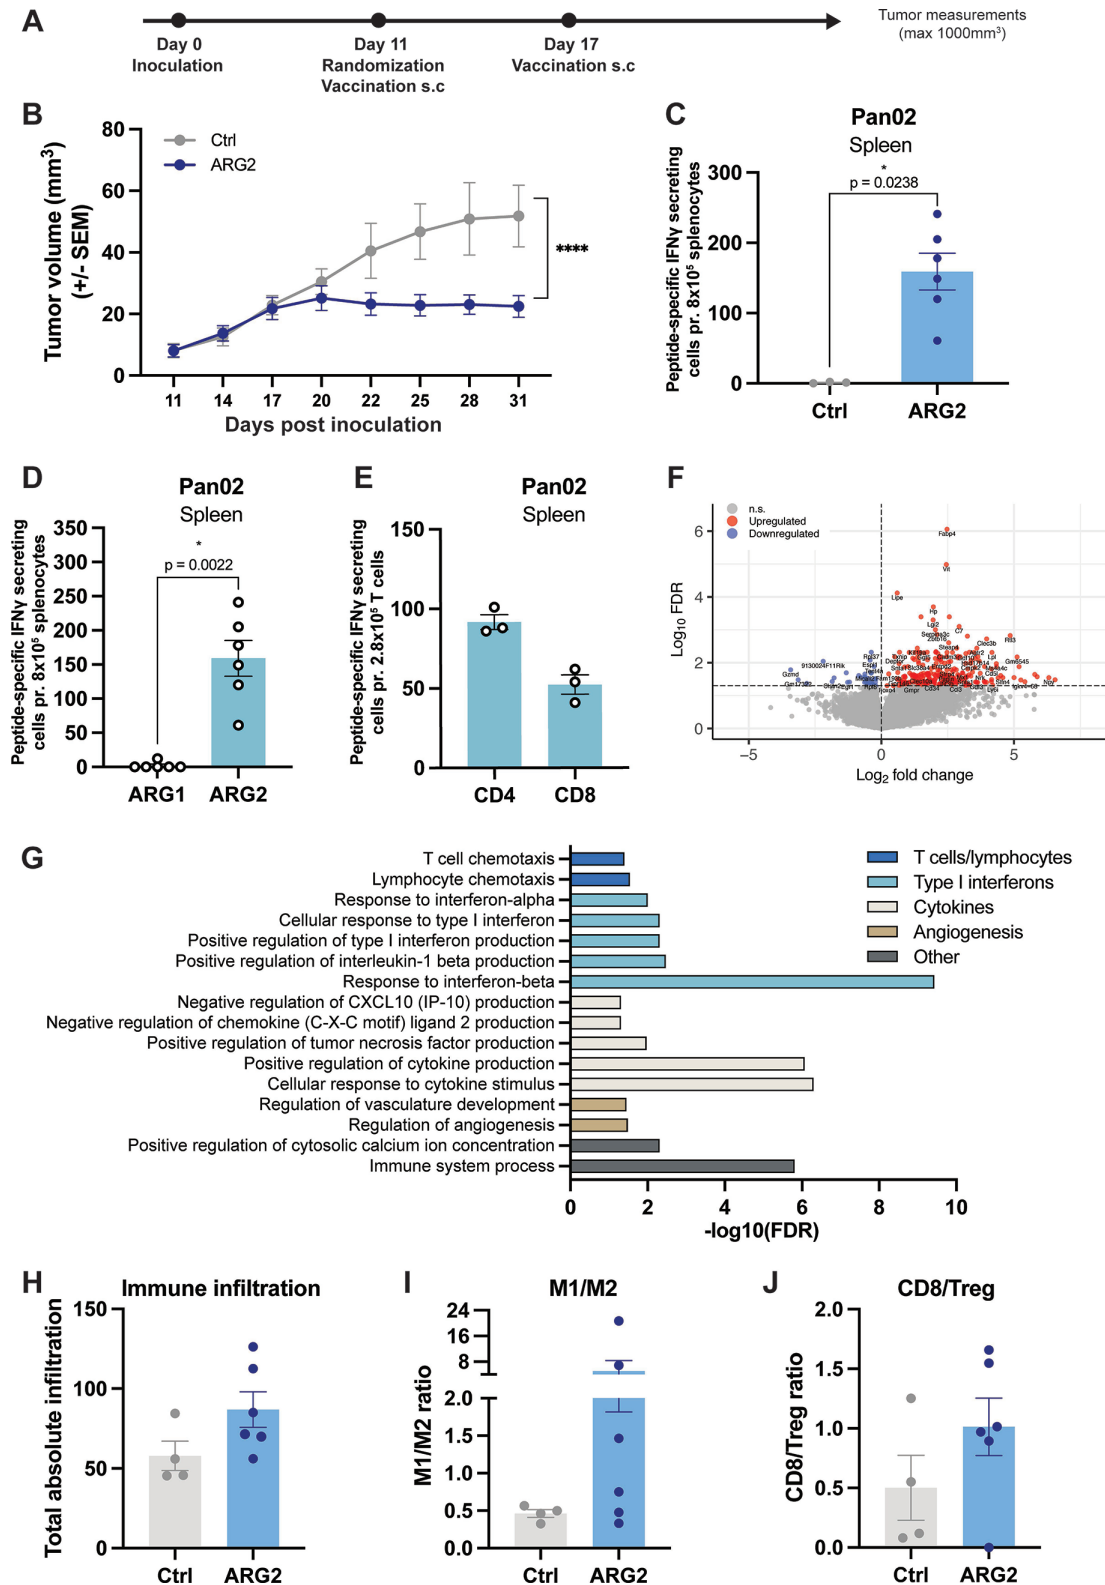 A
Day 0
Inoculation
Day 11
Randomization
Vaccination s.c
Day 17
Vaccination s.c
Tumor measurements
(max 1000mm³)
B
Tumor volume (mm³)
(+/- SEM)
80
60
40
20
0
Ctrl
ARG2
****
11 14 17 20 22 25 28 31
Days post inoculation
C
Pan02
Spleen
*
p = 0.0238
Peptide-specific IFNγ secreting
cells pr. 8x10⁵ splenocytes
300
200
100
0
Ctrl ARG2
D
Pan02
Spleen
*
p = 0.0022
Peptide-specific IFNγ secreting
cells pr. 8x10⁵ splenocytes
350
300
250
200
150
100
50
0
ARG1 ARG2
E
Pan02
Spleen
Peptide-specific IFNγ secreting
cells pr. 2.8x10⁵ T cells
150
100
50
0
CD4 CD8
F
n.s.
Upregulated
Downregulated
Log₁₀ FDR
6
4
2
0
Fabp4
Vit
Lipe
Hp
C7
Clec3b
9130024F11Rik
Gzmd
Gm6545
−5 0 5
Log₂ fold change
G
T cell chemotaxis
Lymphocyte chemotaxis
Response to interferon-alpha
Cellular response to type I interferon
Positive regulation of type I interferon production
Positive regulation of interleukin-1 beta production
Response to interferon-beta
Negative regulation of CXCL10 (IP-10) production
Negative regulation of chemokine (C-X-C motif) ligand 2 production
Positive regulation of tumor necrosis factor production
Positive regulation of cytokine production
Cellular response to cytokine stimulus
Regulation of vasculature development
Regulation of angiogenesis
Positive regulation of cytosolic calcium ion concentration
Immune system process
T cells/lymphocytes
Type I interferons
Cytokines
Angiogenesis
Other
0 2 4 6 8 10
-log10(FDR)
H
Immune infiltration
Total absolute infiltration
150
100
50
0
Ctrl ARG2
I
M1/M2
M1/M2 ratio
24
16
8
2.0
1.5
1.0
0.5
0.0
Ctrl ARG2
J
CD8/Treg
CD8/Treg ratio
2.0
1.5
1.0
0.5
0.0
Ctrl ARG2